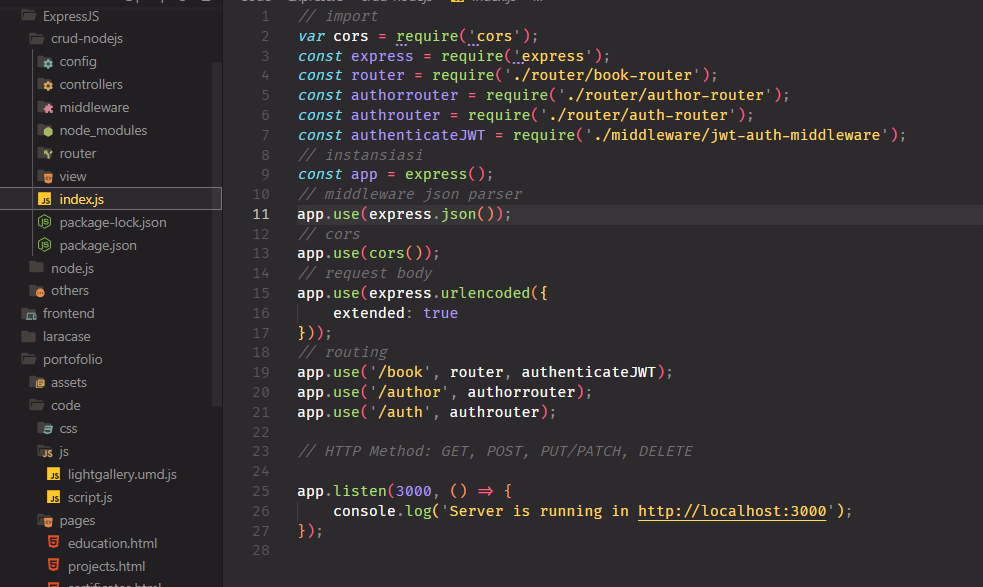 ExpressJS
crud-nodejs
config
controllers
middleware
node_modules
router
view
index.js
package-lock.json
package.json
node.js
others
frontend
laracase
portofolio
assets
code
css
js
lightgallery.umd.js
script.js
pages
education.html
projects.html
certificates.html
1 // import
2 var cors = require('cors');
3 const express = require('express');
4 const router = require('./router/book-router');
5 const authorrouter = require('./router/author-router');
6 const authrouter = require('./router/auth-router');
7 const authenticateJWT = require('./middleware/jwt-auth-middleware');
8 // instansiasi
9 const app = express();
10 // middleware json parser
11 app.use(express.json());
12 // cors
13 app.use(cors());
14 // request body
15 app.use(express.urlencoded({
16     extended: true
17 }));
18 // routing
19 app.use('/book', router, authenticateJWT);
20 app.use('/author', authorrouter);
21 app.use('/auth', authrouter);
22
23 // HTTP Method: GET, POST, PUT/PATCH, DELETE
24
25 app.listen(3000, () => {
26     console.log('Server is running in http://localhost:3000');
27 });
28